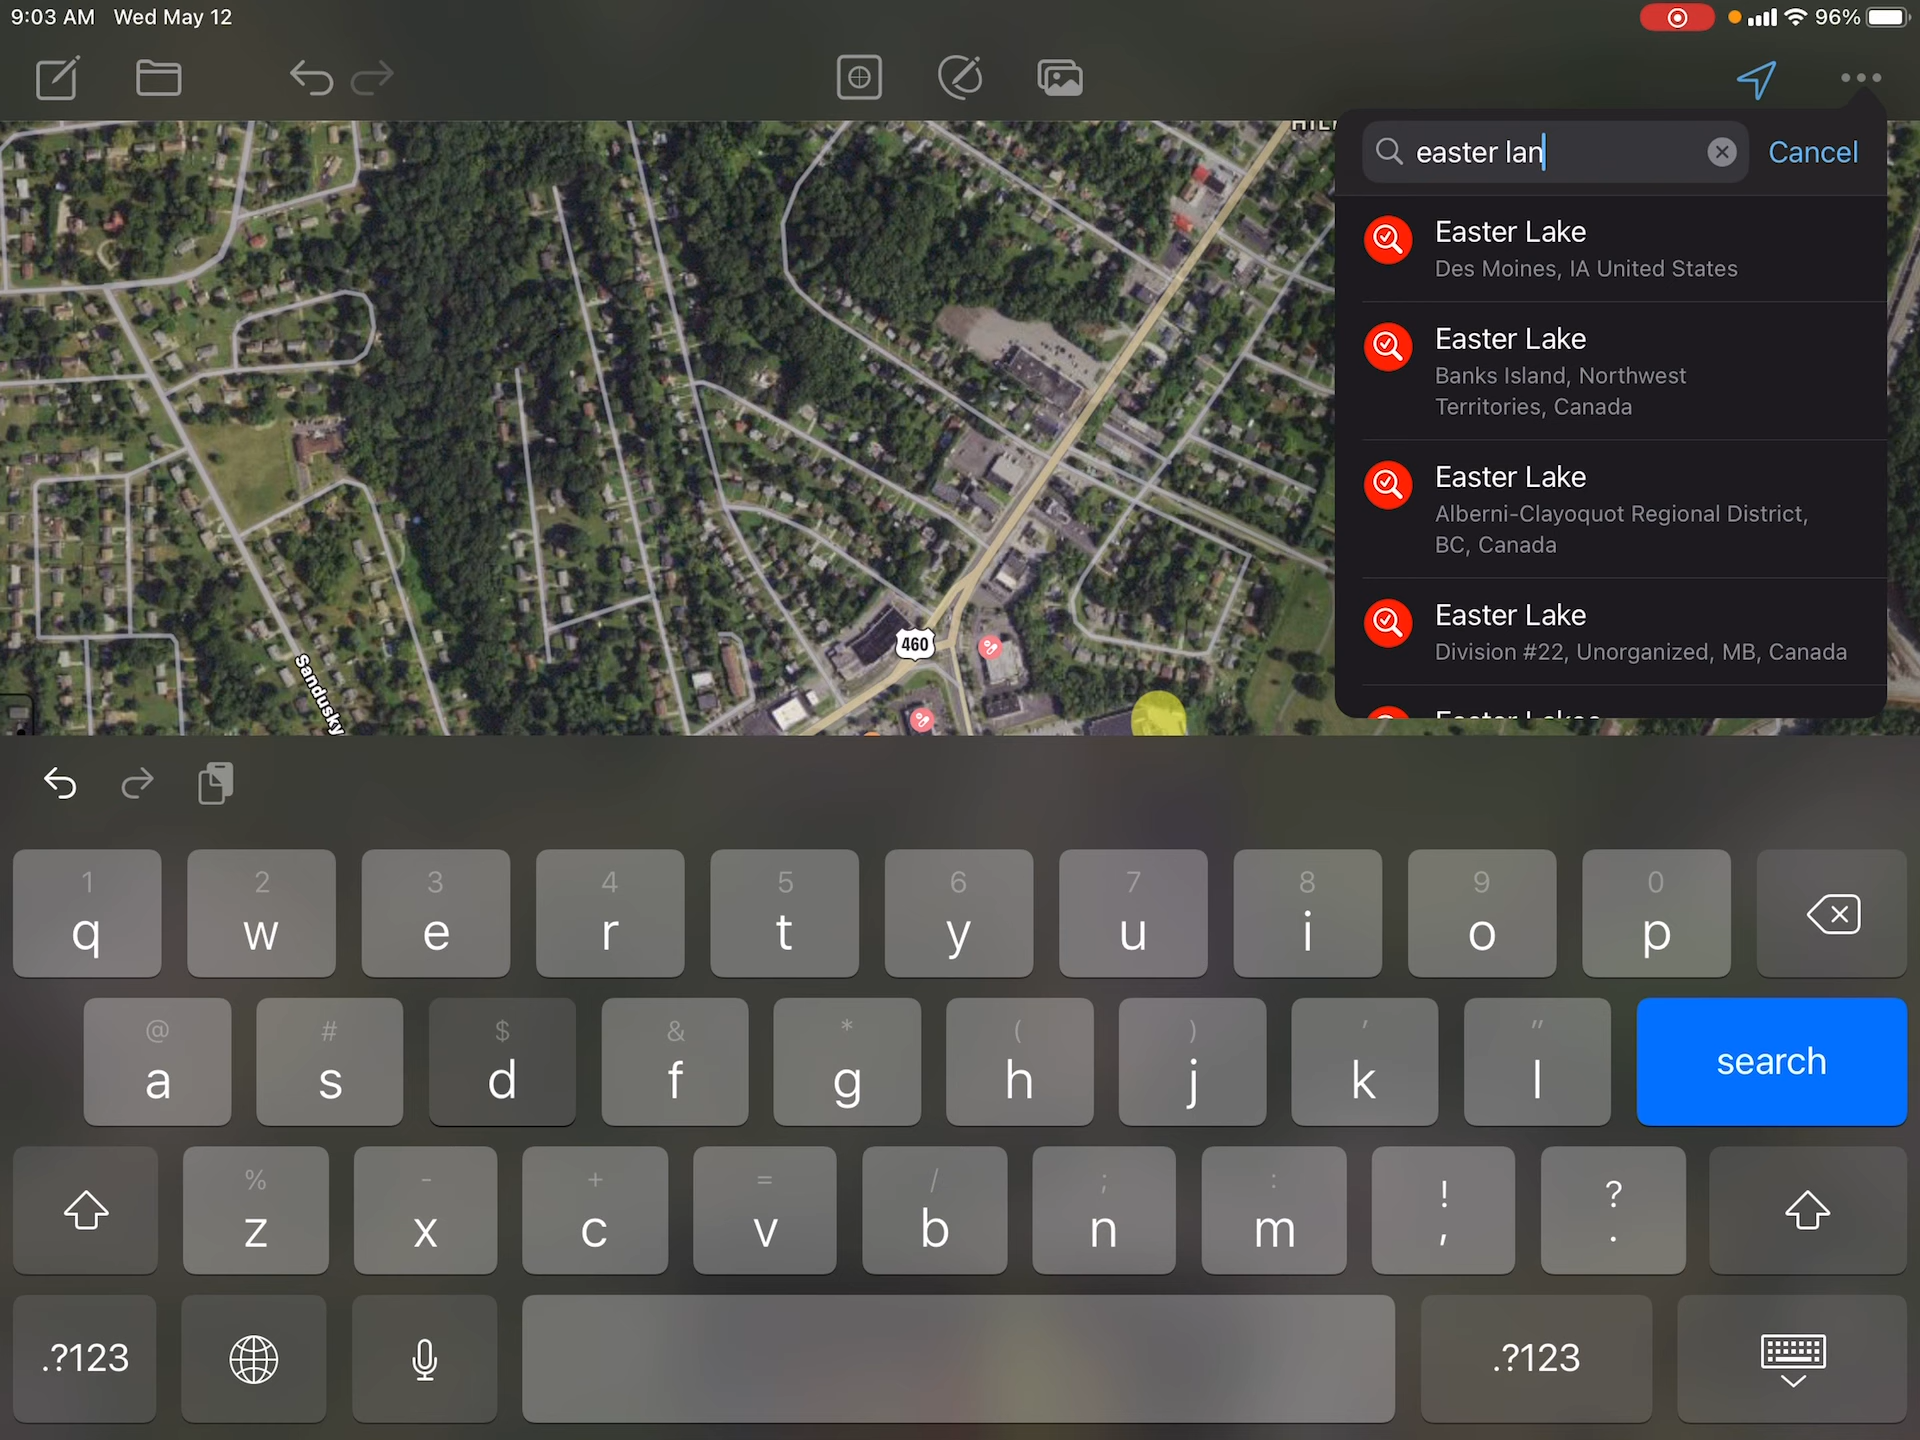 9:03 AM Wed May 12
96%
easter lan
Cancel
Easter Lake
Des Moines, IA United States
Easter Lake
Banks Island, Northwest
Territories, Canada
Easter Lake
Alberni-Clayoquot Regional District,
BC, Canada
Easter Lake
Division #22, Unorganized, MB, Canada
Easter Lakes
460
Sandusky
1 2 3 4 5 6 7 8 9 0
q w e r t y u i o p
@ # $ & * ( ) ' "
a s d f g h j k l search
% - + = / ; : ! ?
z x c v b n m , .
.?123 .?123